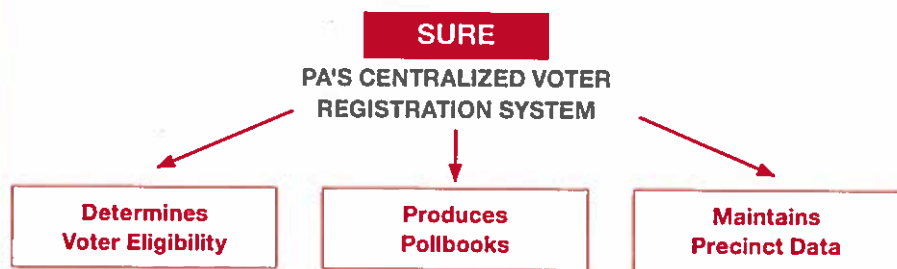 SURE
PA'S CENTRALIZED VOTER
REGISTRATION SYSTEM
Determines
Voter Eligibility
Produces
Pollbooks
Maintains
Precinct Data